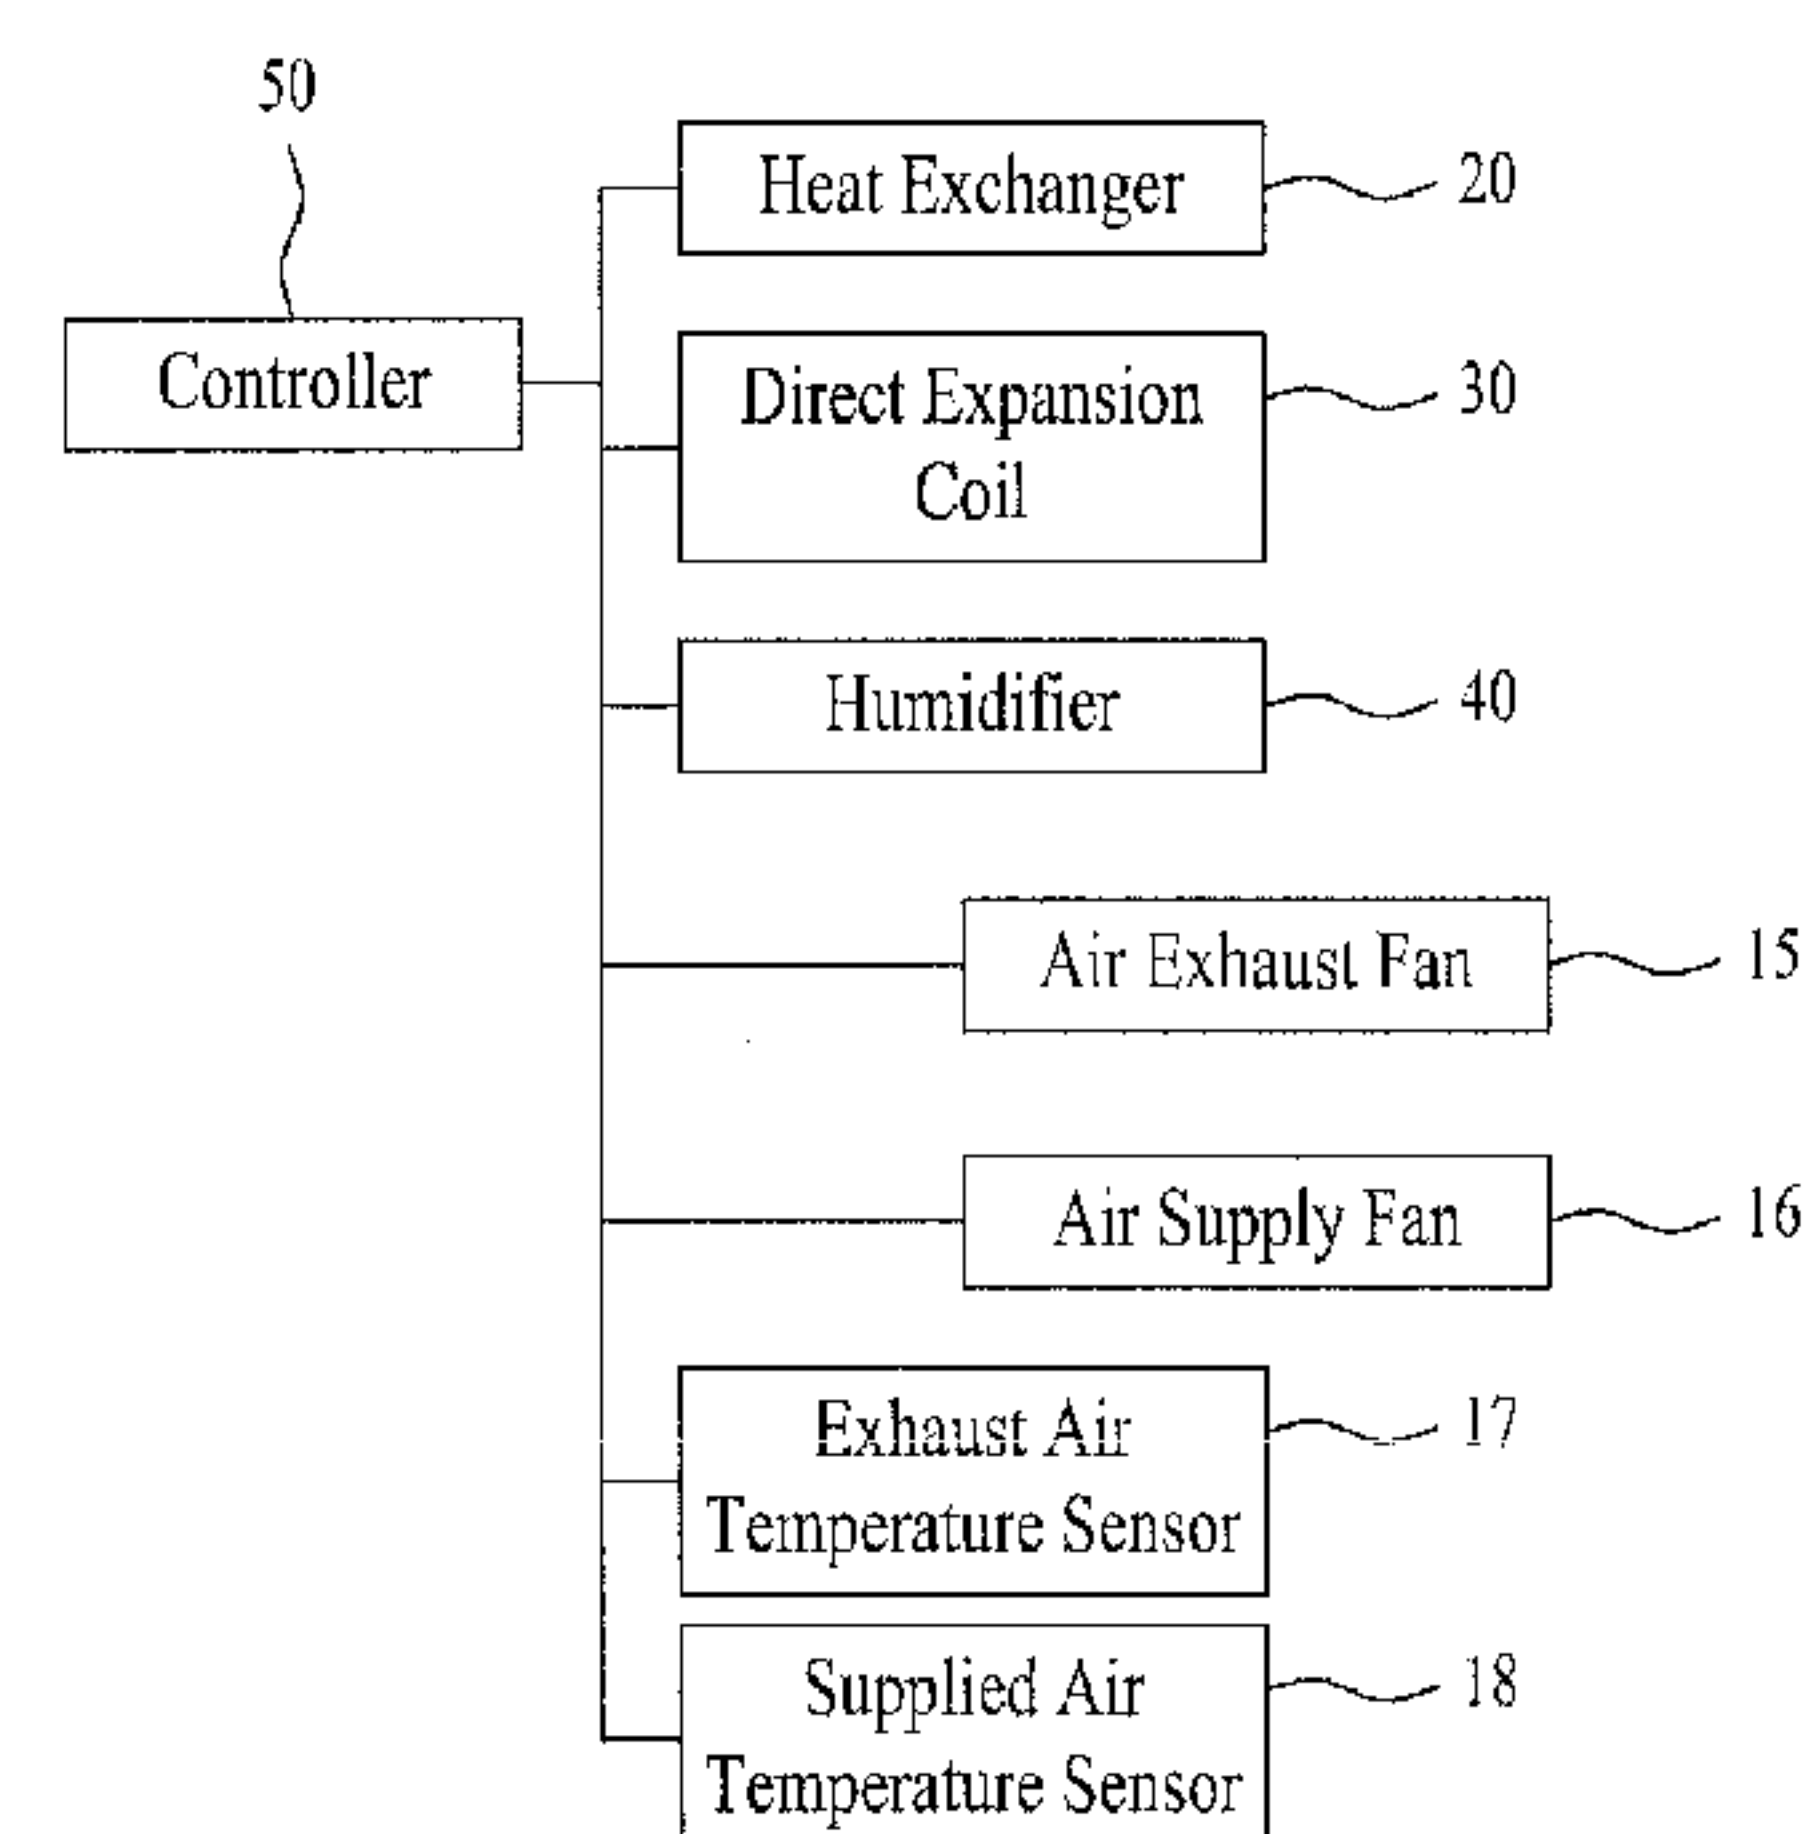 50
Heat Exchanger
20
Controller
Direct Expansion
Coil
30
Humidifier
40
Air Exhaust Fan
15
Air Supply Fan
16
Exhaust Air
Temperature Sensor
17
Supplied Air
Temperature Sensor
18